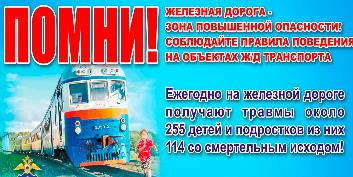 ПОМНИ!
ЖЕЛЕЗНАЯ ДОРОГА -
ЗОНА ПОВЫШЕННОЙ ОПАСНОСТИ!
СОБЛЮДАЙТЕ ПРАВИЛА ПОВЕДЕНИЯ
НА ОБЪЕКТАХ Ж/Д ТРАНСПОРТА
Ежегодно на железной дороге
получают травмы около
255 детей и подростков из них
114 со смертельным исходом!